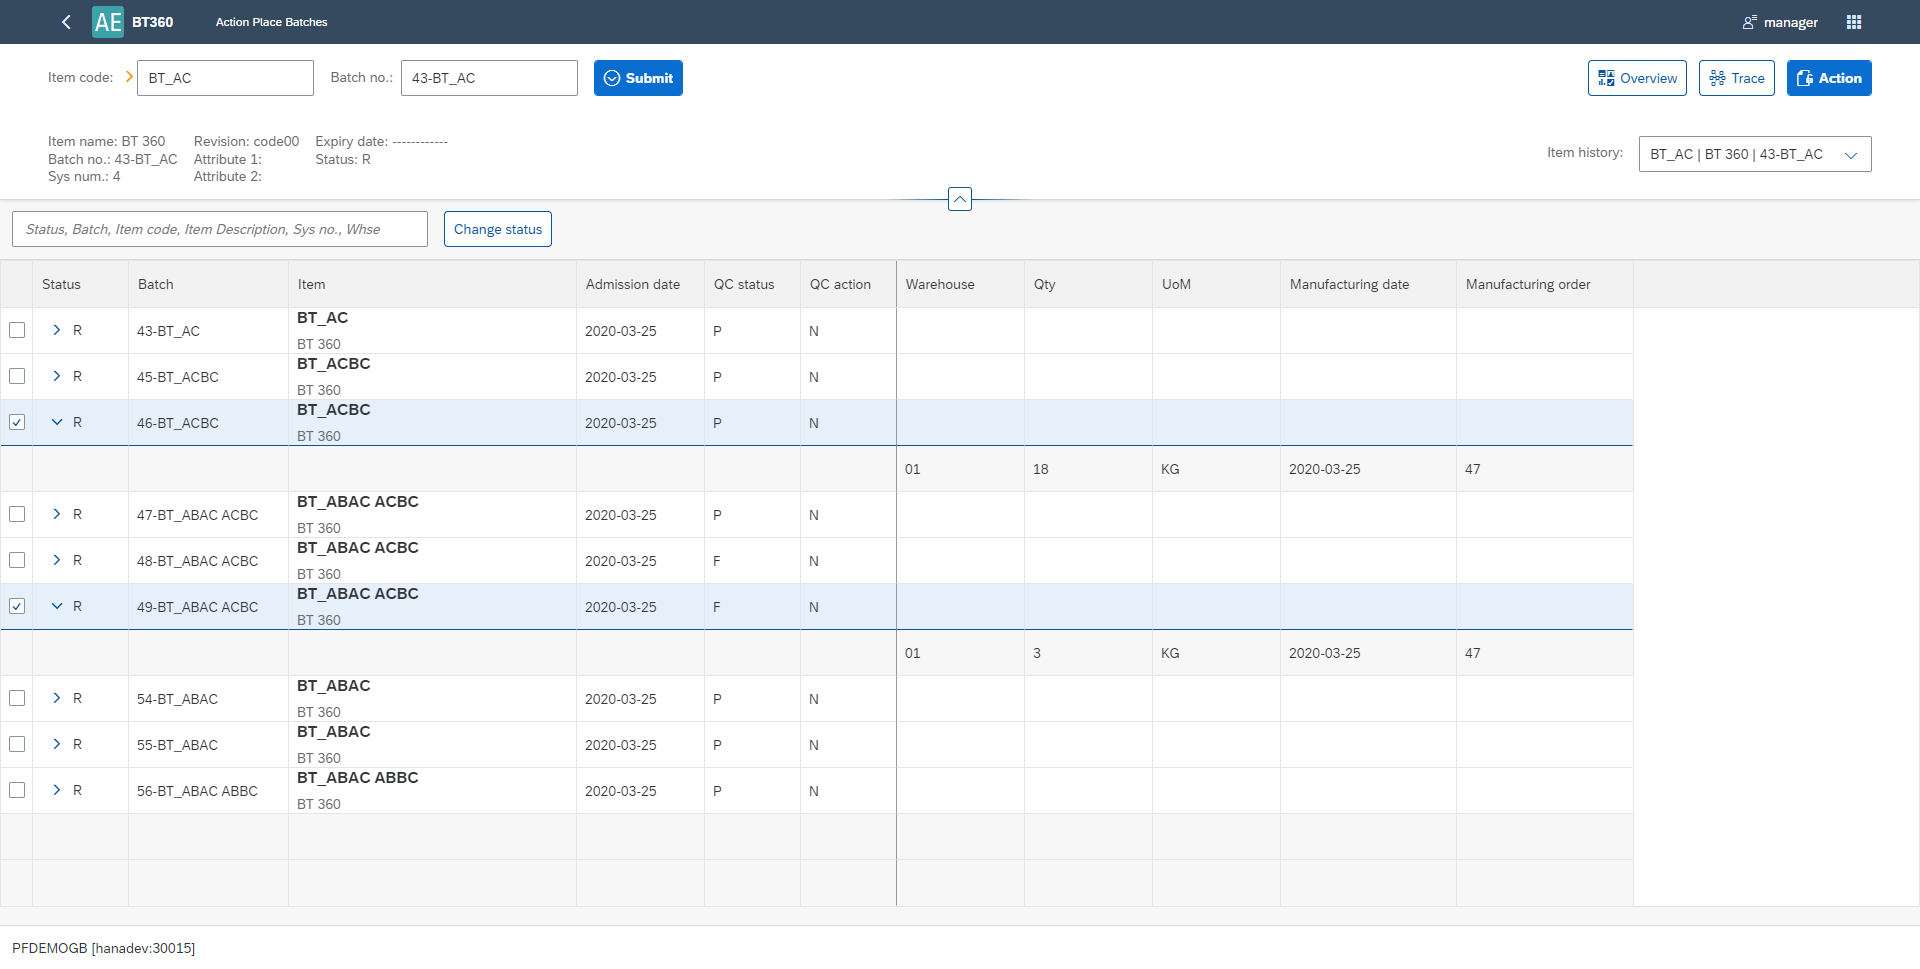 AE BT360 Action Place Batches manager
Item code: BT_AC Batch no.: 43-BT_AC Submit Overview Trace Action
Item name: BT 360 Revision: code00 Expiry date: ------------
Batch no.: 43-BT_AC Attribute 1: Status: R
Sys num.: 4 Attribute 2:
Item history: BT_AC | BT 360 | 43-BT_AC
Status, Batch, Item code, Item Description, Sys no., Whse Change status
Status Batch Item Admission date QC status QC action Warehouse Qty UoM Manufacturing date Manufacturing order
R 43-BT_AC BT_AC 2020-03-25 P N
BT 360
R 45-BT_ACBC BT_ACBC 2020-03-25 P N
BT 360
R 46-BT_ACBC BT_ACBC 2020-03-25 P N
BT 360
01 18 KG 2020-03-25 47
R 47-BT_ABAC ACBC BT_ABAC ACBC 2020-03-25 P N
BT 360
R 48-BT_ABAC ACBC BT_ABAC ACBC 2020-03-25 F N
BT 360
R 49-BT_ABAC ACBC BT_ABAC ACBC 2020-03-25 F N
BT 360
01 3 KG 2020-03-25 47
R 54-BT_ABAC BT_ABAC 2020-03-25 P N
BT 360
R 55-BT_ABAC BT_ABAC 2020-03-25 P N
BT 360
R 56-BT_ABAC ABBC BT_ABAC ABBC 2020-03-25 P N
BT 360
PFDEMOGB [hanadev:30015]